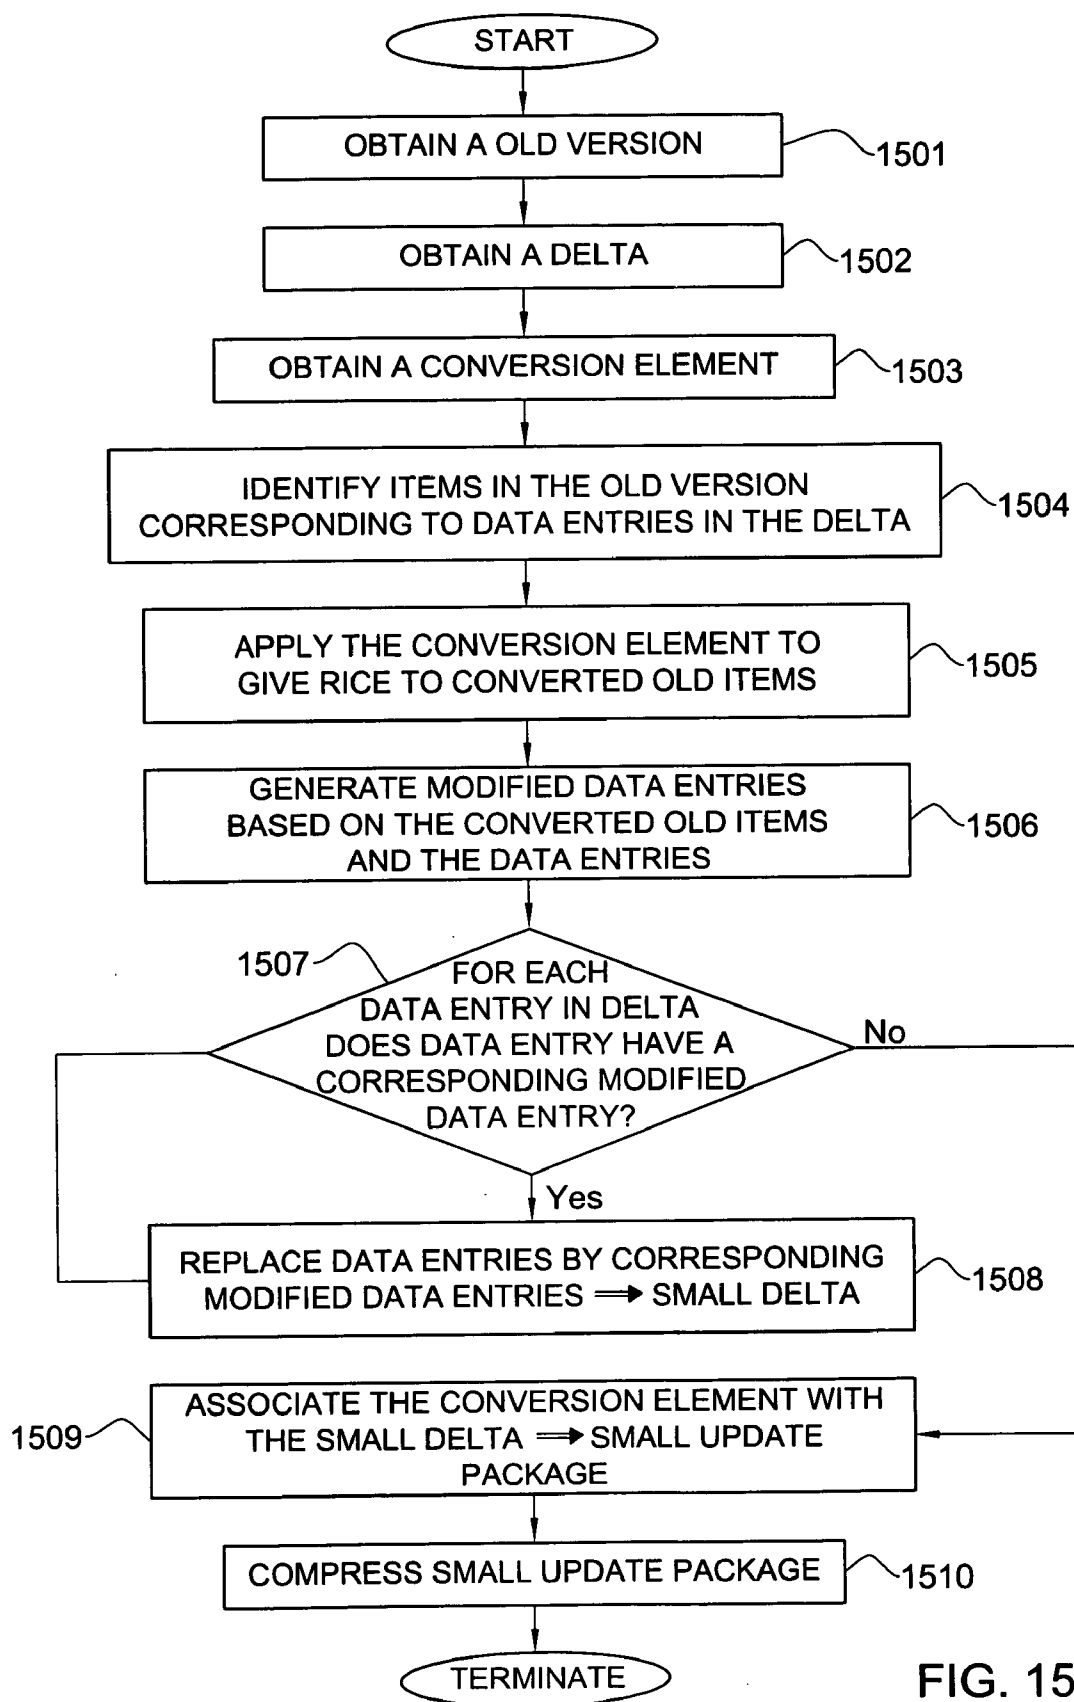 START
OBTAIN A OLD VERSION
1501
OBTAIN A DELTA
1502
OBTAIN A CONVERSION ELEMENT
1503
IDENTIFY ITEMS IN THE OLD VERSION
CORRESPONDING TO DATA ENTRIES IN THE DELTA
1504
APPLY THE CONVERSION ELEMENT TO
GIVE RICE TO CONVERTED OLD ITEMS
1505
GENERATE MODIFIED DATA ENTRIES
BASED ON THE CONVERTED OLD ITEMS
AND THE DATA ENTRIES
1506
1507
FOR EACH
DATA ENTRY IN DELTA
DOES DATA ENTRY HAVE A
CORRESPONDING MODIFIED
DATA ENTRY?
No
Yes
REPLACE DATA ENTRIES BY CORRESPONDING
MODIFIED DATA ENTRIES ⟹ SMALL DELTA
1508
ASSOCIATE THE CONVERSION ELEMENT WITH
THE SMALL DELTA ⟹ SMALL UPDATE
PACKAGE
1509
COMPRESS SMALL UPDATE PACKAGE
1510
TERMINATE
FIG. 15